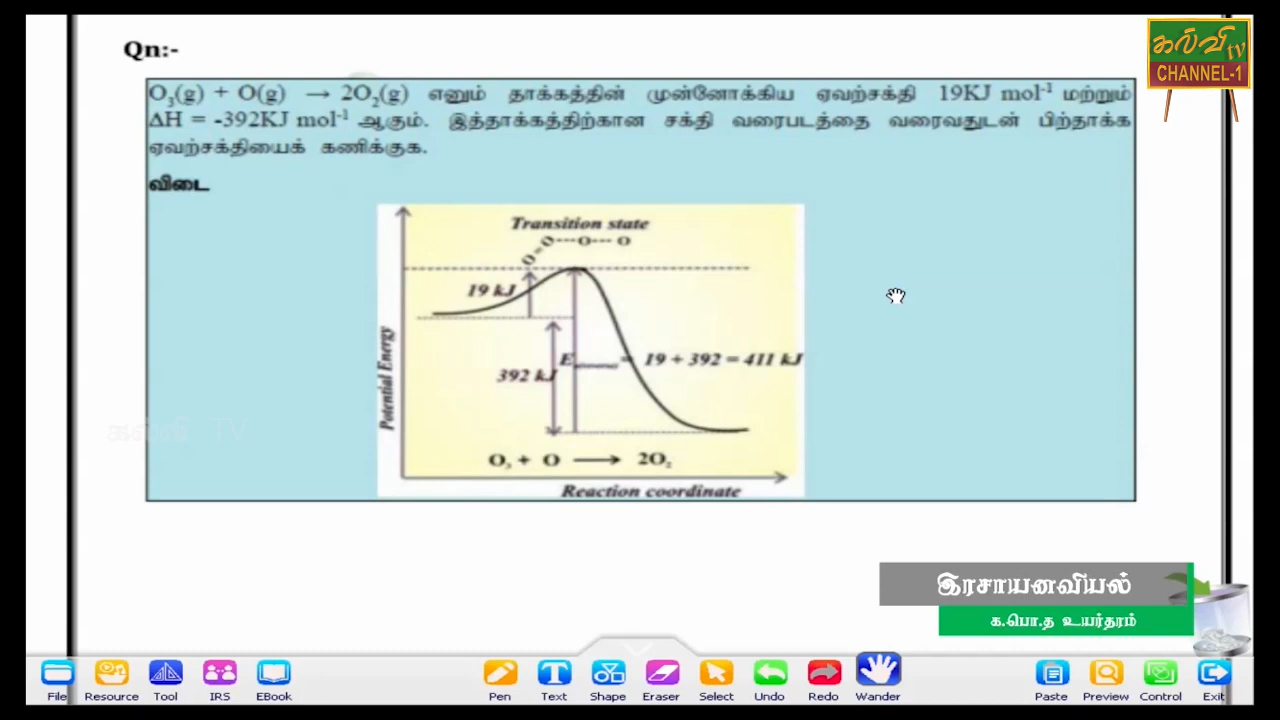 Qn:-
கல்வி TV
CHANNEL-1
O₃(g) + O(g) → 2O₂(g) எனும் தாக்கத்தின் முன்னோக்கிய ஏவற்சக்தி 19KJ mol⁻¹ மற்றும்
ΔH = -392KJ mol⁻¹ ஆகும். இத்தாக்கத்திற்கான சக்தி வரைபடத்தை வரைவதுடன் பிற்தாக்க
ஏவற்சக்தியைக் கணிக்குக.
விடை
Transition state
O=O---O---O
19 kJ
E = 19 + 392 = 411 kJ
392 kJ
Potential Energy
O₃ + O ⟶ 2O₂
Reaction coordinate
கல்வி TV
இரசாயனவியல்
க.பொ.த உயர்தரம்
File Resource Tool IRS EBook Pen Text Shape Eraser Select Undo Redo Wander Paste Preview Control Exit